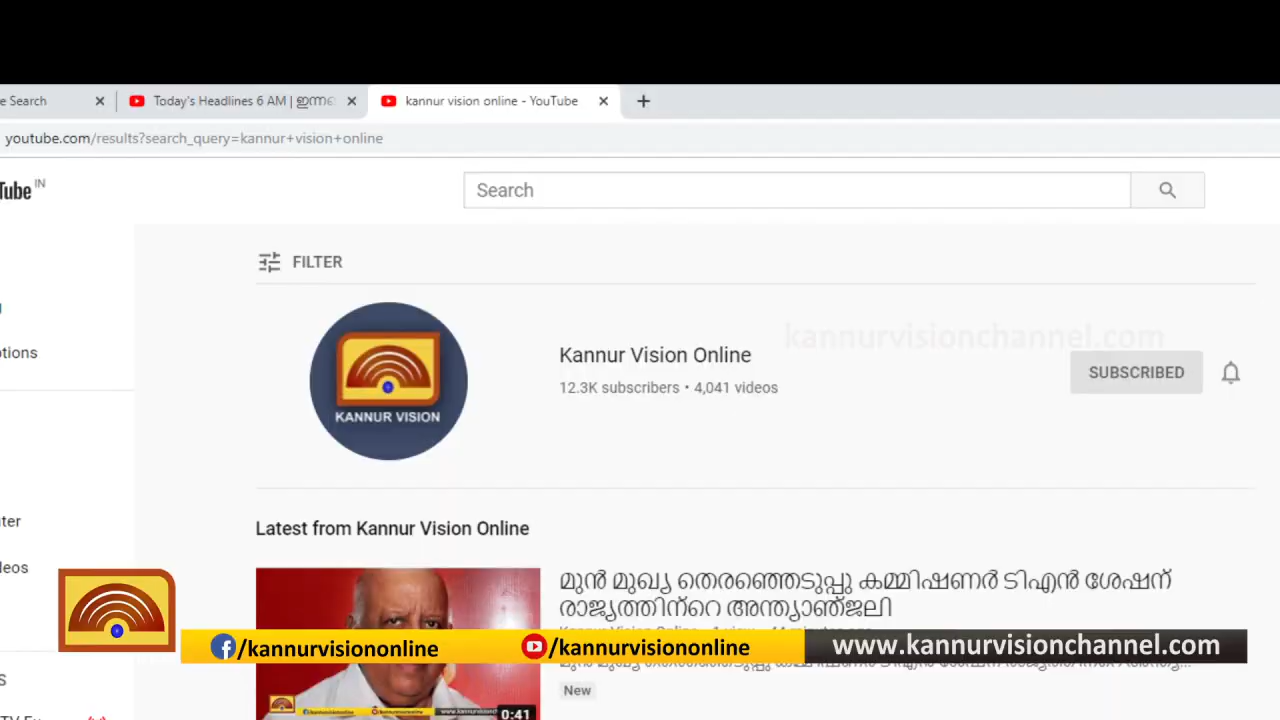 e Search
Today's Headlines 6 AM | ഇന്നത്
kannur vision online - YouTube
youtube.com/results?search_query=kannur+vision+online
Tube IN
Search
FILTER
kannurvisionchannel.com
ptions
KANNUR VISION
Kannur Vision Online
12.3K subscribers • 4,041 videos
SUBSCRIBED
Latest from Kannur Vision Online
ter
eos
മുൻ മുഖ്യ തെരഞ്ഞെടുപ്പു കമ്മിഷണർ ടിഎൻ ശേഷന്
രാജ്യത്തിന്റെ അന്ത്യാഞ്ജലി
/kannurvisiononline
/kannurvisiononline
www.kannurvisionchannel.com
New
0:41